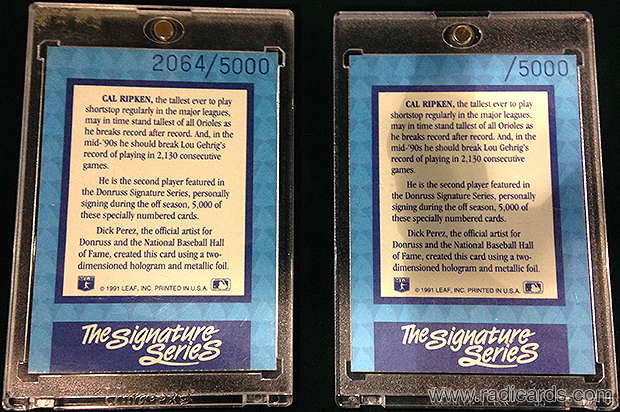 2064/5000
CAL RIPKEN, the tallest ever to play
shortstop regularly in the major leagues,
may in time stand tallest of all Orioles as
he breaks record after record. And, in the
mid-'90s he should break Lou Gehrig's
record of playing in 2,130 consecutive
games.
He is the second player featured in
the Donruss Signature Series, personally
signing during the off season, 5,000 of
these specially numbered cards.
Dick Perez, the official artist for
Donruss and the National Baseball Hall
of Fame, created this card using a two-
dimensioned hologram and metallic foil.
© 1991 LEAF, INC. PRINTED IN U.S.A.
The Signature
Series
/5000
CAL RIPKEN, the tallest ever to play
shortstop regularly in the major leagues,
may in time stand tallest of all Orioles as
he breaks record after record. And, in the
mid-'90s he should break Lou Gehrig's
record of playing in 2,130 consecutive
games.
He is the second player featured in
the Donruss Signature Series, personally
signing during the off season, 5,000 of
these specially numbered cards.
Dick Perez, the official artist for
Donruss and the National Baseball Hall
of Fame, created this card using a two-
dimensioned hologram and metallic foil.
© 1991 LEAF, INC. PRINTED IN U.S.A.
The Signature
Series
www.radicards.com